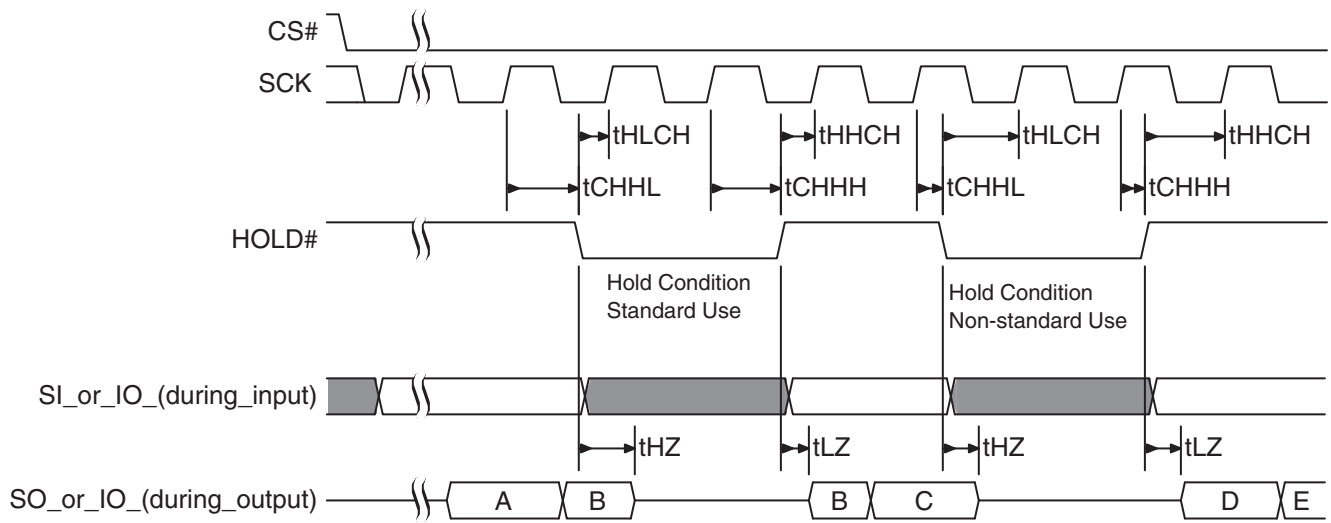 CS#
SCK
tHLCH tHHCH tHLCH tHHCH
tCHHL tCHHH tCHHL tCHHH
HOLD#
Hold Condition
Standard Use
Hold Condition
Non-standard Use
SI_or_IO_(during_input)
tHZ tLZ tHZ tLZ
SO_or_IO_(during_output) A B B C D E